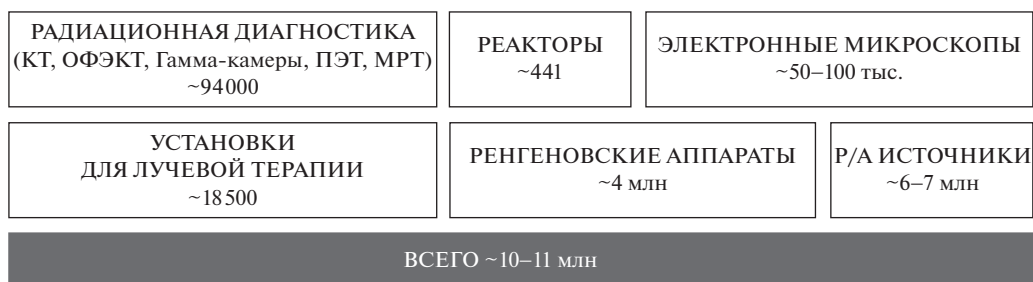 РАДИАЦИОННАЯ ДИАГНОСТИКА
(КТ, ОФЭКТ, Гамма-камеры, ПЭТ, МРТ)
~94000
РЕАКТОРЫ
~441
ЭЛЕКТРОННЫЕ МИКРОСКОПЫ
~50–100 тыс.
УСТАНОВКИ
ДЛЯ ЛУЧЕВОЙ ТЕРАПИИ
~18500
РЕНГЕНОВСКИЕ АППАРАТЫ
~4 млн
Р/А ИСТОЧНИКИ
~6–7 млн
ВСЕГО ~10–11 млн